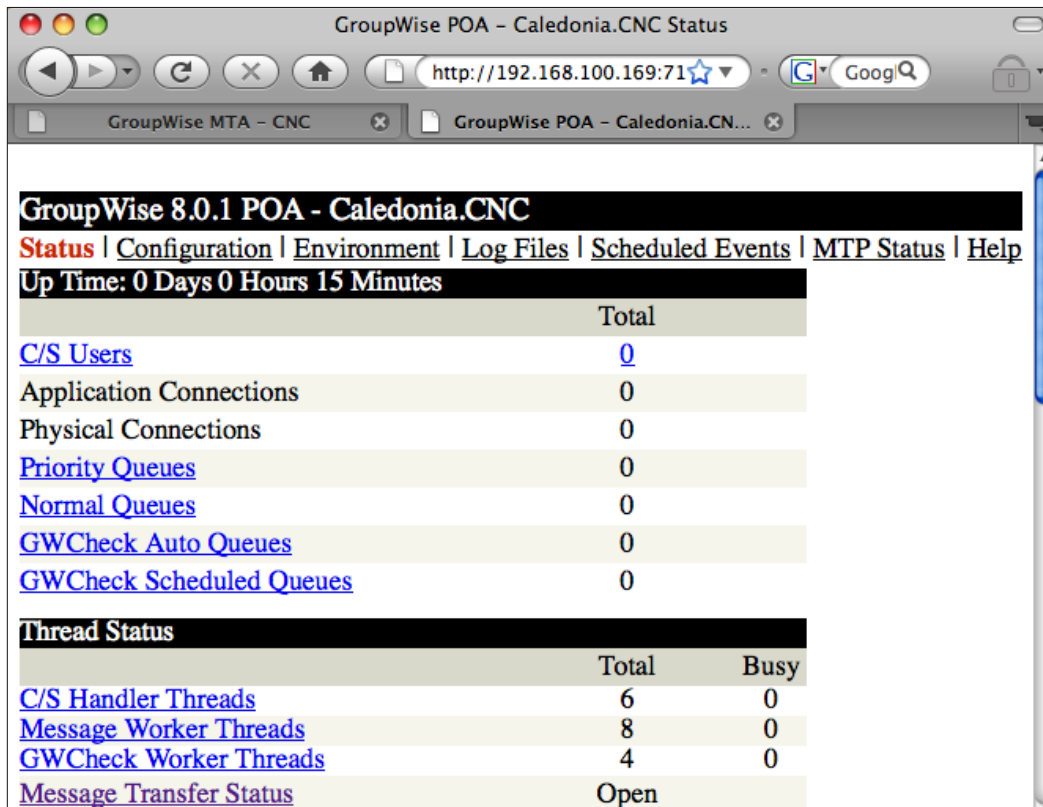 GroupWise POA - Caledonia.CNC Status
http://192.168.100.169:71 G Goog
GroupWise MTA - CNC GroupWise POA - Caledonia.CN...
GroupWise 8.0.1 POA - Caledonia.CNC
Status | Configuration | Environment | Log Files | Scheduled Events | MTP Status | Help
Up Time: 0 Days 0 Hours 15 Minutes
Total
C/S Users 0
Application Connections 0
Physical Connections 0
Priority Queues 0
Normal Queues 0
GWCheck Auto Queues 0
GWCheck Scheduled Queues 0
Thread Status
Total Busy
C/S Handler Threads 6 0
Message Worker Threads 8 0
GWCheck Worker Threads 4 0
Message Transfer Status Open